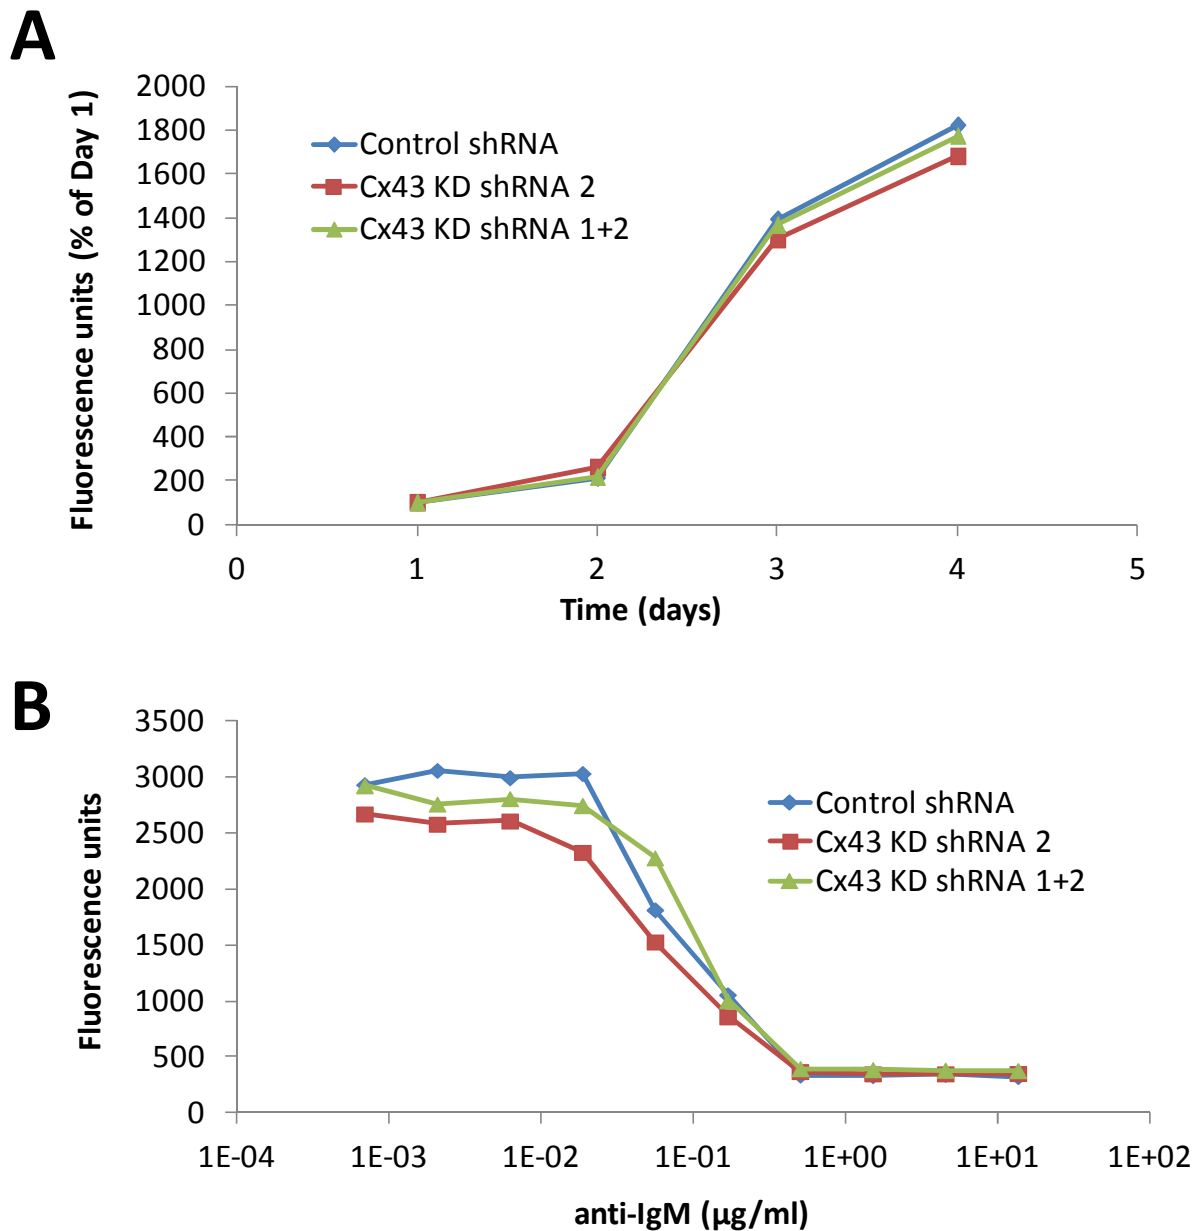 A
Fluorescence units (% of Day 1)
2000
1800
1600
1400
1200
1000
800
600
400
200
0
Control shRNA
Cx43 KD shRNA 2
Cx43 KD shRNA 1+2
0 1 2 3 4 5
Time (days)
B
Fluorescence units
3500
3000
2500
2000
1500
1000
500
0
Control shRNA
Cx43 KD shRNA 2
Cx43 KD shRNA 1+2
1E-04 1E-03 1E-02 1E-01 1E+00 1E+01 1E+02
anti-IgM (µg/ml)